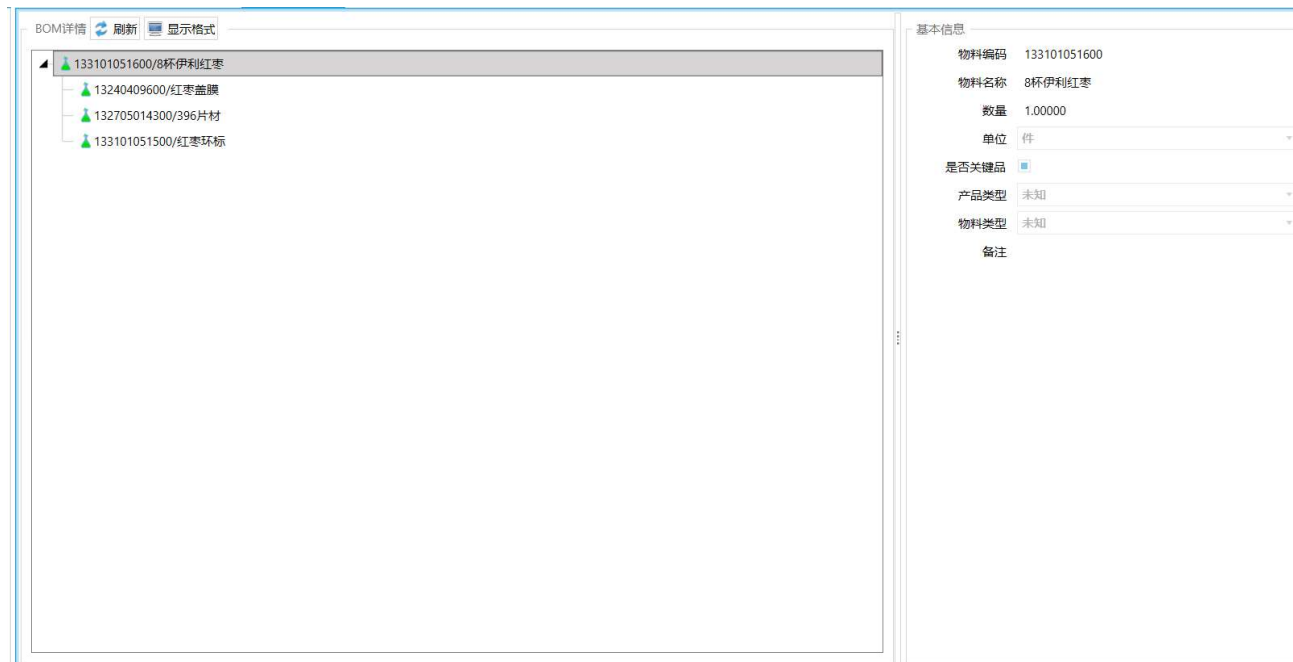 BOM详情 刷新 显示格式
133101051600/8杯伊利红枣
13240409600/红枣盖膜
132705014300/396片材
133101051500/红枣环标
基本信息
物料编码 133101051600
物料名称 8杯伊利红枣
数量 1.00000
单位 件
是否关键品
产品类型 未知
物料类型 未知
备注